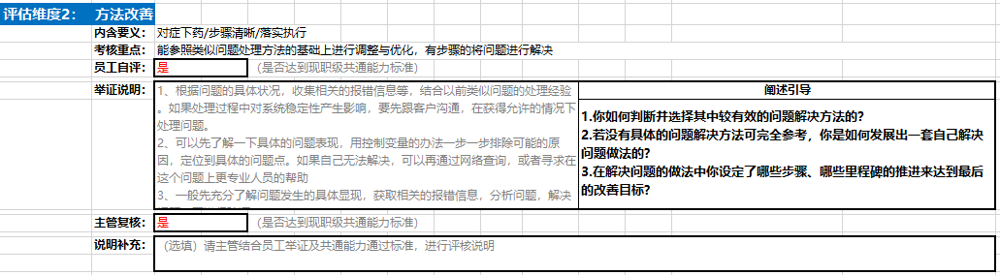 评估维度2： 方法改善
内含要义： 对症下药/步骤清晰/落实执行
考核重点： 能参照类似问题处理方法的基础上进行调整与优化，有步骤的将问题进行解决
员工自评： 是 （是否达到现职级共通能力标准）
举证说明：
1、根据问题的具体状况，收集相关的报错信息等，结合以前类似问题的处理经验
。如果处理过程中对系统稳定性产生影响，要先跟客户沟通，在获得允许的情况下
处理问题。
2、可以先了解一下具体的问题表现，用控制变量的办法一步一步排除可能的原
因，定位到具体的问题点。如果自己无法解决，可以再通过网络查询，或者寻求在
这个问题上更专业人员的帮助
3、一般先充分了解问题发生的具体显现，获取相关的报错信息，分析问题，解决
阐述引导
1.你如何判断并选择其中较有效的问题解决方法的？
2.若没有具体的问题解决方法可完全参考，你是如何发展出一套自己解决
问题做法的？
3.在解决问题的做法中你设定了哪些步骤、哪些里程碑的推进来达到最后
的改善目标？
主管复核： 是 （是否达到现职级共通能力标准）
说明补充： （选填）请主管结合员工举证及共通能力通过标准，进行评核说明